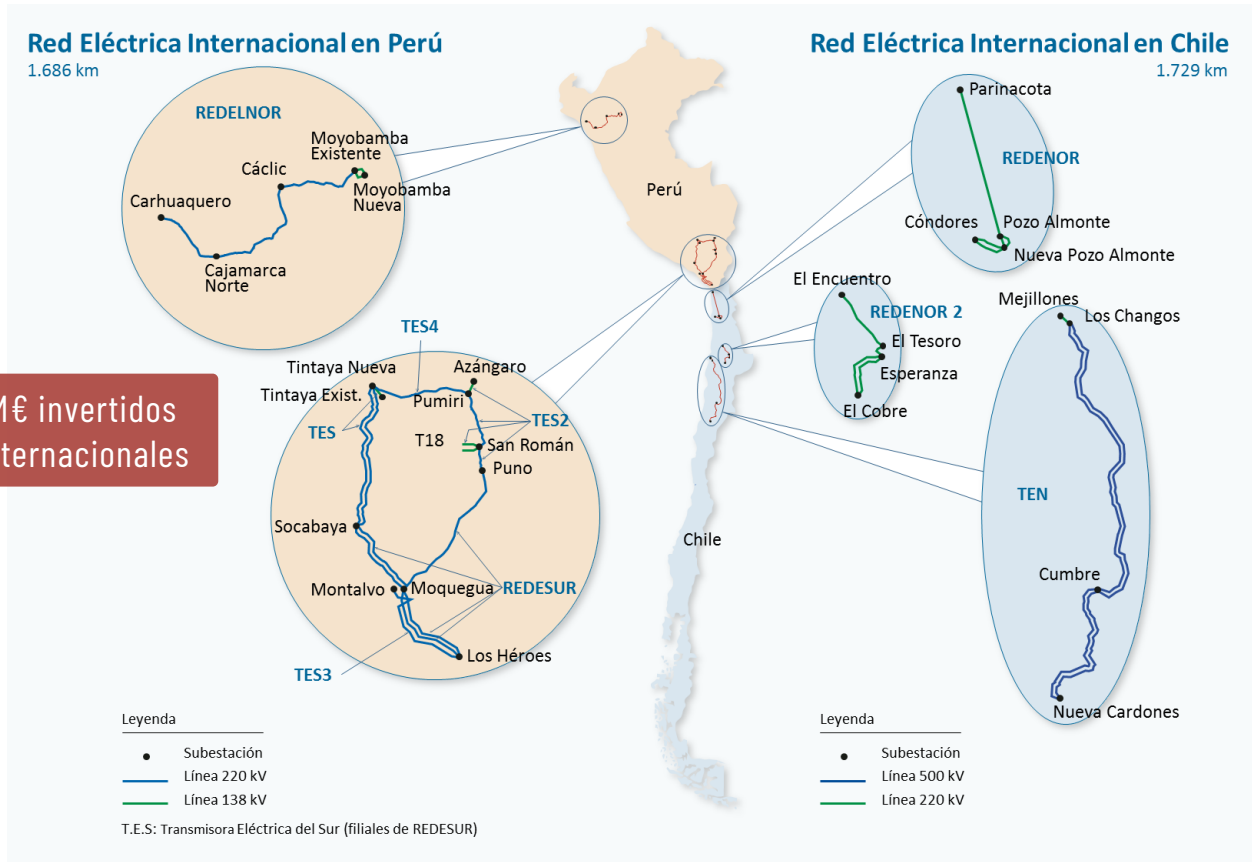 Red Eléctrica Internacional en Perú
1.686 km
Red Eléctrica Internacional en Chile
1.729 km
REDELNOR
Moyobamba
Existente
Cáclic
Moyobamba
Nueva
Carhuaquero
Cajamarca
Norte
Perú
Parinacota
REDENOR
Cóndores
Pozo Almonte
Nueva Pozo Almonte
El Encuentro
REDENOR 2
El Tesoro
Esperanza
El Cobre
Mejillones
Los Changos
TEN
Cumbre
Nueva Cardones
TES4
Tintaya Nueva
Azángaro
Tintaya Exist.
Pumiri
TES
TES2
T18
San Román
Puno
Socabaya
Montalvo
Moquegua
REDESUR
TES3
Los Héroes
Chile
M€ invertidos
ternacionales
Leyenda
Subestación
Línea 220 kV
Línea 138 kV
T.E.S: Transmisora Eléctrica del Sur (filiales de REDESUR)
Leyenda
Subestación
Línea 500 kV
Línea 220 kV